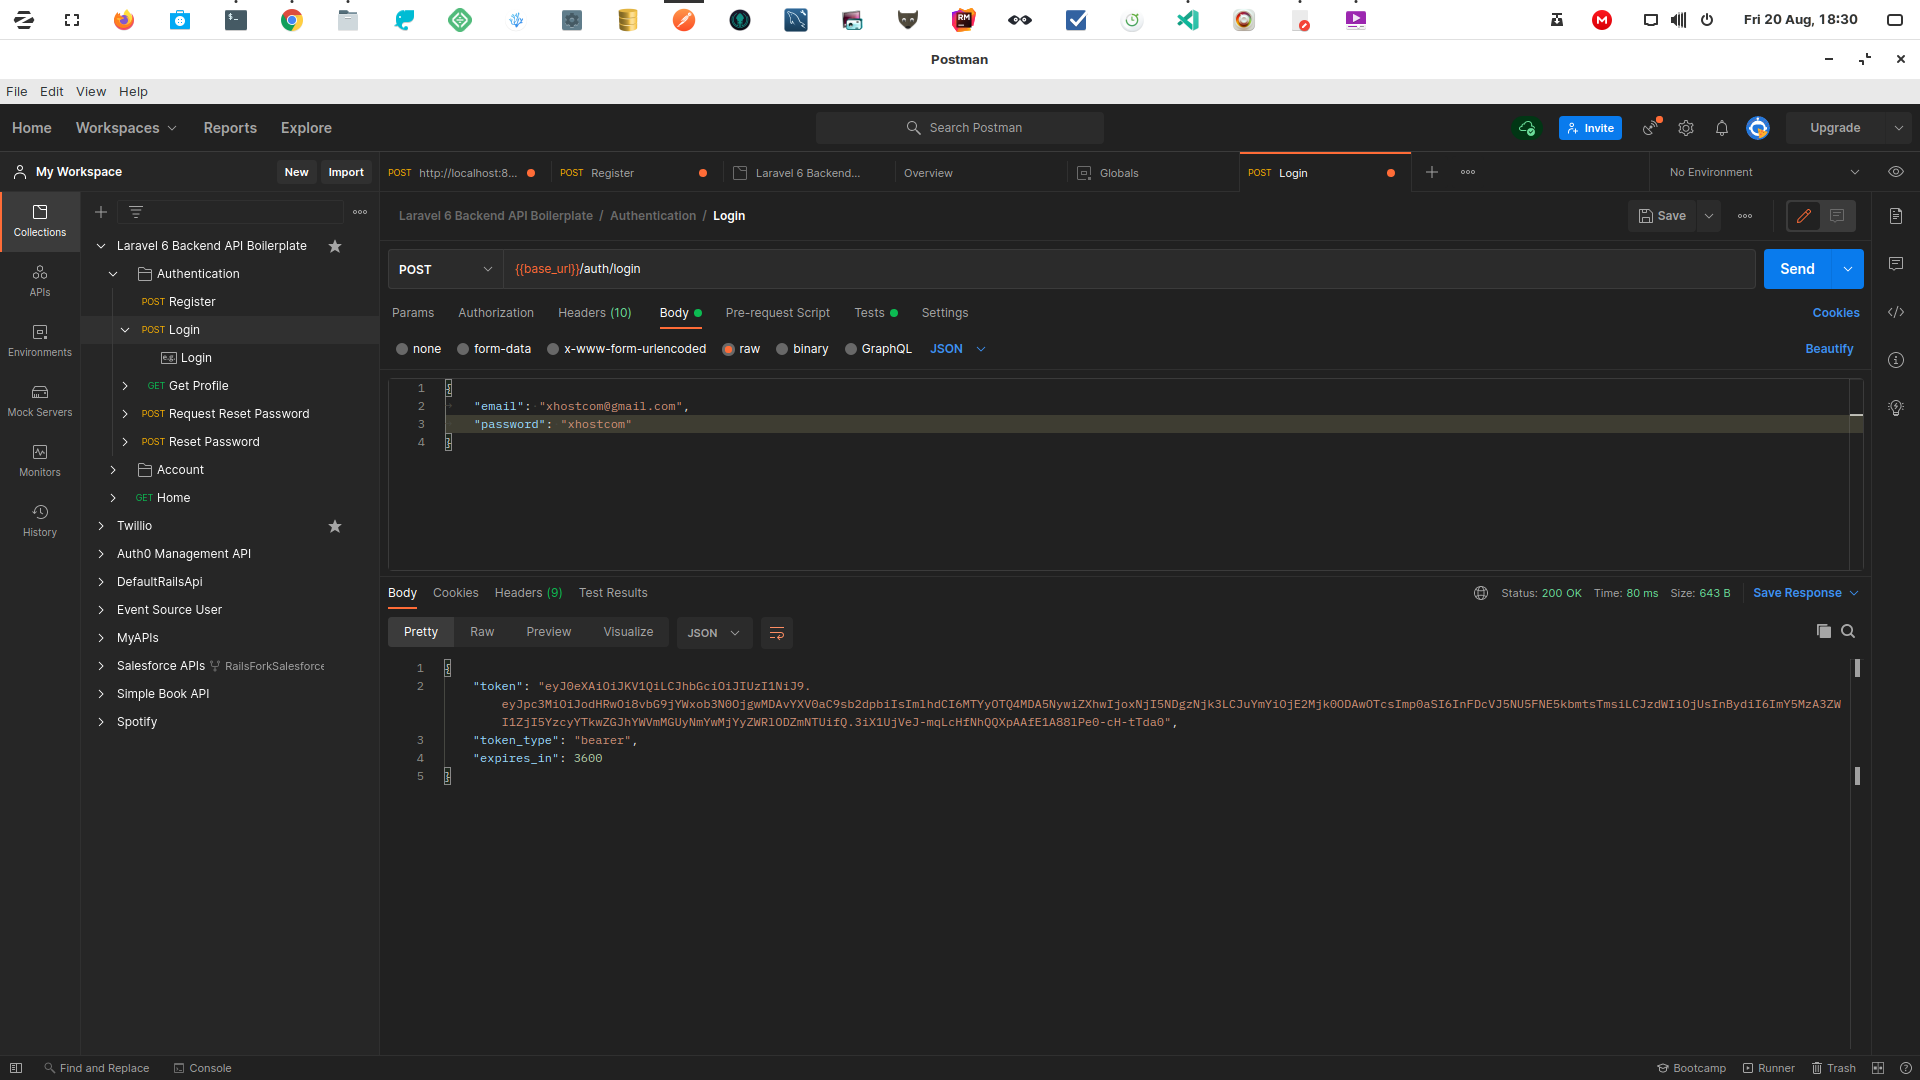 Fri 20 Aug, 18:30
Postman
File Edit View Help
Home Workspaces Reports Explore
Search Postman
Invite
Upgrade
My Workspace
New Import
POST http://localhost:8...
POST Register
Laravel 6 Backend...
Overview
Globals
POST Login
No Environment
Collections
APIs
Environments
Mock Servers
Monitors
History
Laravel 6 Backend API Boilerplate
Authentication
POST Register
POST Login
e.g. Login
GET Get Profile
POST Request Reset Password
POST Reset Password
Account
GET Home
Twillio
Auth0 Management API
DefaultRailsApi
Event Source User
MyAPIs
Salesforce APIs RailsForkSalesforce
Simple Book API
Spotify
Laravel 6 Backend API Boilerplate / Authentication / Login
Save
POST
{{base_url}}/auth/login
Send
Params Authorization Headers (10) Body Pre-request Script Tests Settings
Cookies
none form-data x-www-form-urlencoded raw binary GraphQL JSON
Beautify
1 {
2 "email": "xhostcom@gmail.com",
3 "password": "xhostcom"
4 }
Body Cookies Headers (9) Test Results
Status: 200 OK Time: 80 ms Size: 643 B Save Response
Pretty Raw Preview Visualize JSON
1 {
2 "token": "eyJ0eXAiOiJKV1QiLCJhbGciOiJIUzI1NiJ9.
3 "token_type": "bearer",
4 "expires_in": 3600
5 }
Find and Replace Console
Bootcamp Runner Trash